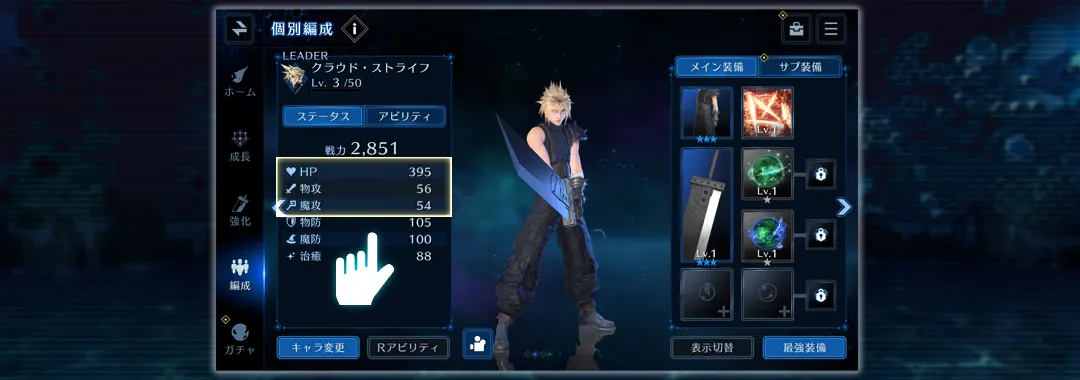 個別編成
i
LEADER
クラウド・ストライフ
Lv. 3 /50
ステータス
アビリティ
戦力 2,851
HP 395
物攻 56
魔攻 54
物防 105
魔防 100
治癒 88
キャラ変更
Rアビリティ
ホーム
成長
強化
編成
ガチャ
メイン装備
サブ装備
★★★
Lv.1
Lv.1
★
Lv.1
★★★
Lv.1
★
表示切替
最強装備